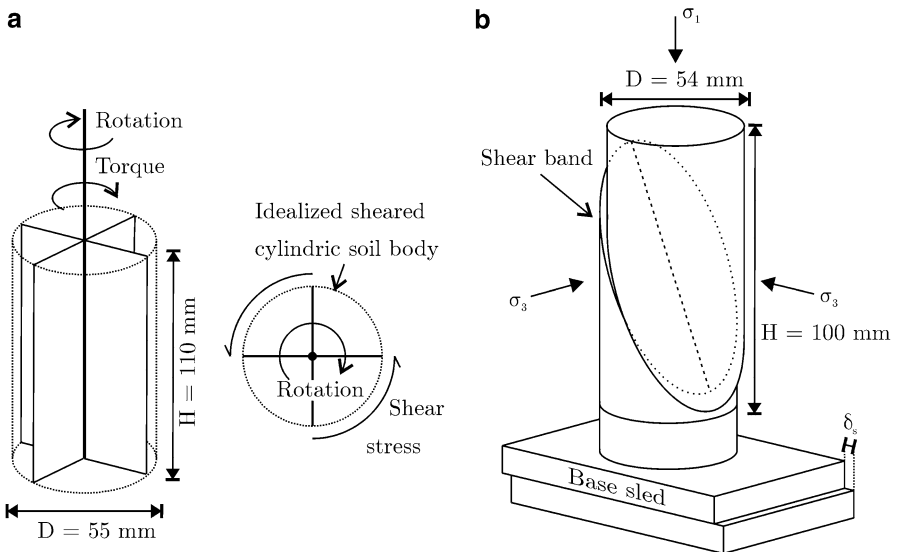 a
Rotation
Torque
H = 110 mm
D = 55 mm
Idealized sheared
cylindric soil body
Rotation
Shear
stress
b
σ₁
D = 54 mm
Shear band
σ₃
σ₃
H = 100 mm
δₛ
Base sled